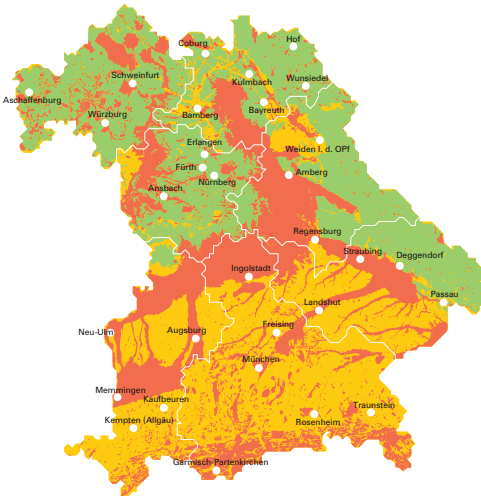 Hof
Coburg
Schweinfurt
Kulmbach
Wunsiedel
Aschaffenburg
Würzburg
Bamberg
Bayreuth
Erlangen
Weiden i. d. OPf
Fürth
Nürnberg
Amberg
Ansbach
Regensburg
Straubing
Deggendorf
Ingolstadt
Passau
Landshut
Neu-Ulm
Augsburg
Freising
München
Memmingen
Kaufbeuren
Traunstein
Kempten (Allgäu)
Rosenheim
Garmisch-Partenkirchen